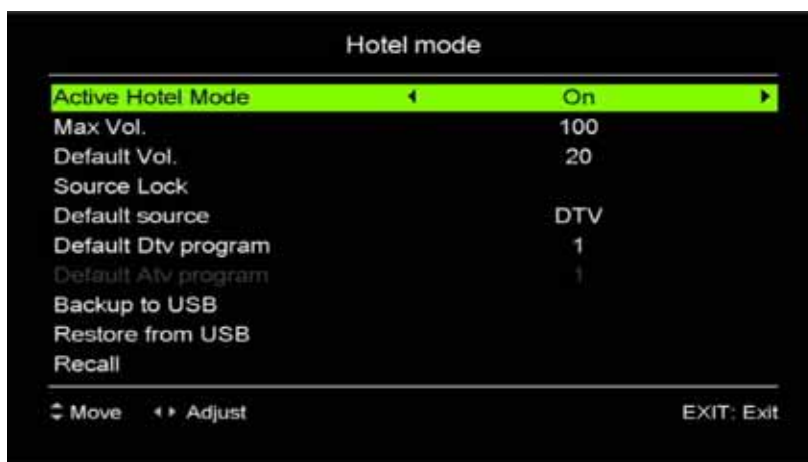 Hotel mode
Active Hotel Mode On
Max Vol. 100
Default Vol. 20
Source Lock
Default source DTV
Default Dtv program 1
Default Atv program 1
Backup to USB
Restore from USB
Recall
Move Adjust EXIT: Exit